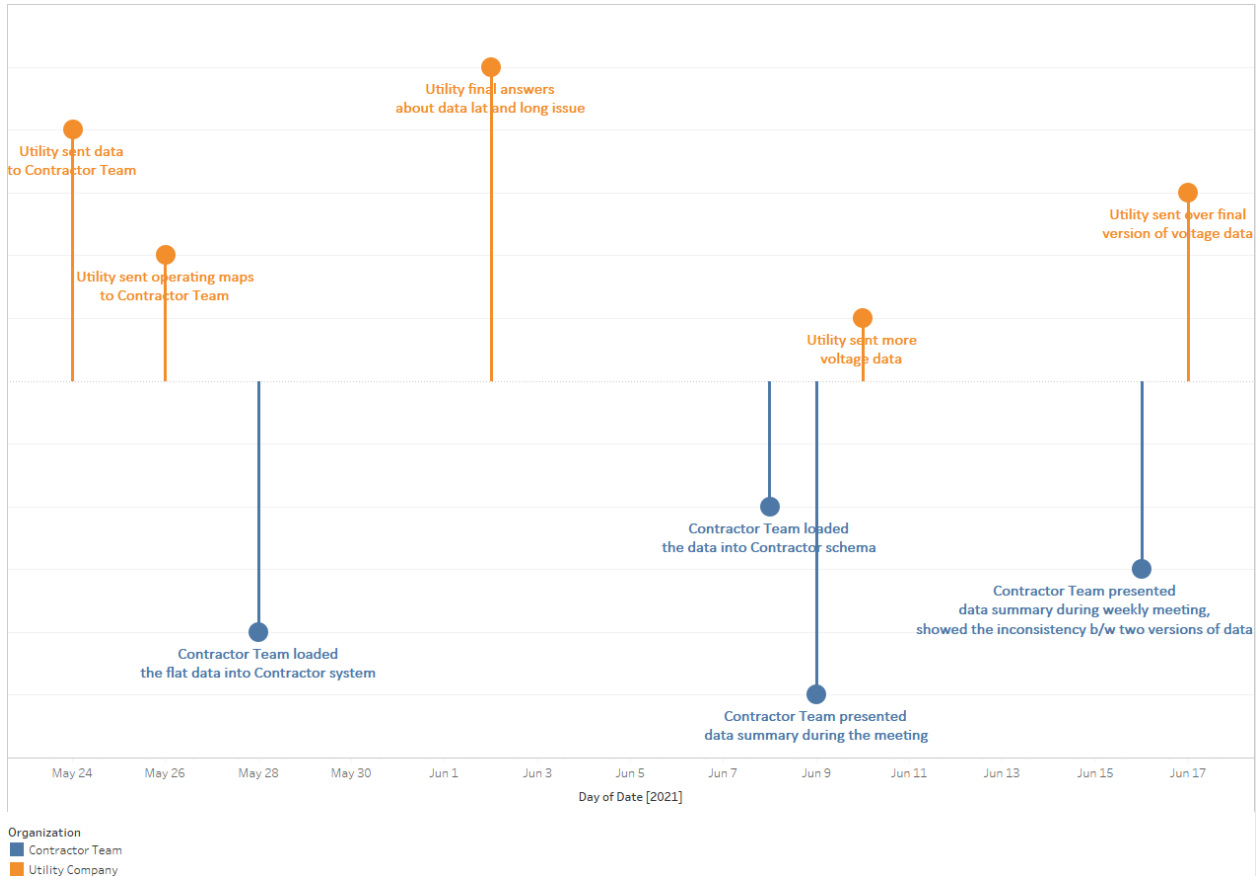 Utility final answers
about data lat and long issue
Utility sent data
to Contractor Team
Utility sent over final
version of voltage data
Utility sent operating maps
to Contractor Team
Utility sent more
voltage data
Contractor Team loaded
the data into Contractor schema
Contractor Team presented
data summary during weekly meeting,
showed the inconsistency b/w two versions of data
Contractor Team loaded
the flat data into Contractor system
Contractor Team presented
data summary during the meeting
May 24 May 26 May 28 May 30 Jun 1 Jun 3 Jun 5 Jun 7 Jun 9 Jun 11 Jun 13 Jun 15 Jun 17
Day of Date [2021]
Organization
Contractor Team
Utility Company